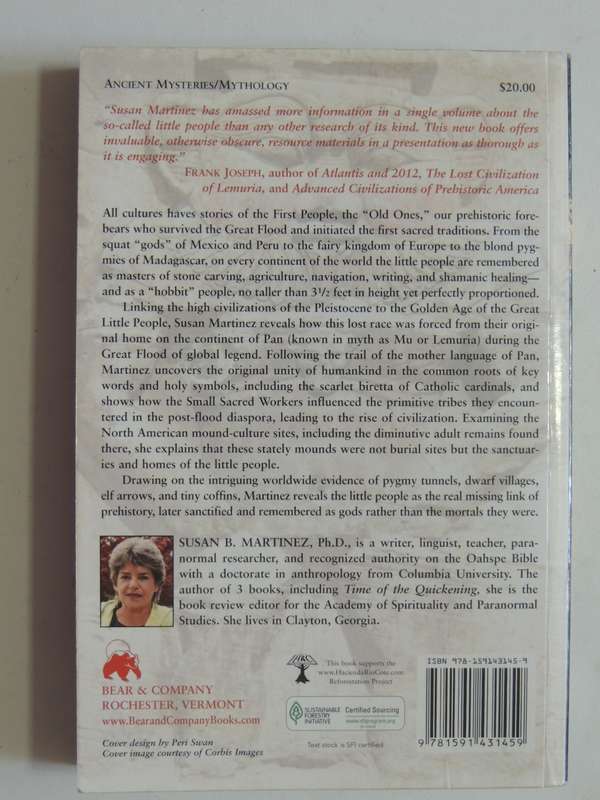 ANCIENT MYSTERIES/MYTHOLOGY
$20.00
“Susan Martinez has amassed more information in a single volume about the
so-called little people than any other research of its kind. This new book offers
invaluable, otherwise obscure, resource materials in a presentation as thorough as
it is engaging.”
FRANK JOSEPH, author of Atlantis and 2012, The Lost Civilization
of Lemuria, and Advanced Civilizations of Prehistoric America
All cultures haves stories of the First People, the “Old Ones,” our prehistoric fore-
bears who survived the Great Flood and initiated the first sacred traditions. From the
squat “gods” of Mexico and Peru to the fairy kingdom of Europe to the blond pyg-
mies of Madagascar, on every continent of the world the little people are remembered
as masters of stone carving, agriculture, navigation, writing, and shamanic healing—
and as a “hobbit” people, no taller than 3½ feet in height yet perfectly proportioned.
Linking the high civilizations of the Pleistocene to the Golden Age of the Great
Little People, Susan Martinez reveals how this lost race was forced from their origi-
nal home on the continent of Pan (known in myth as Mu or Lemuria) during the
Great Flood of global legend. Following the trail of the mother language of Pan,
Martinez uncovers the original unity of humankind in the common roots of key
words and holy symbols, including the scarlet biretta of Catholic cardinals, and
shows how the Small Sacred Workers influenced the primitive tribes they encoun-
tered in the post-flood diaspora, leading to the rise of civilization. Examining the
North American mound-culture sites, including the diminutive adult remains found
there, she explains that these stately mounds were not burial sites but the sanctuar-
ies and homes of the little people.
Drawing on the intriguing worldwide evidence of pygmy tunnels, dwarf villages,
elf arrows, and tiny coffins, Martinez reveals the little people as the real missing link of
prehistory, later sanctified and remembered as gods rather than the mortals they were.
SUSAN B. MARTINEZ, Ph.D., is a writer, linguist, teacher, para-
normal researcher, and recognized authority on the Oahspe Bible
with a doctorate in anthropology from Columbia University. The
author of 3 books, including Time of the Quickening, she is the
book review editor for the Academy of Spirituality and Paranormal
Studies. She lives in Clayton, Georgia.
BEAR & COMPANY
ROCHESTER, VERMONT
www.BearandCompanyBooks.com
Cover design by Peri Swan
Cover image courtesy of Corbis Images
This book supports the
www.HaciendaRioCote.com
Reforestation Project
SUSTAINABLE
FORESTRY
INITIATIVE
Certified Sourcing
www.sfiprogram.org
Text stock is SFI certified
ISBN 978-159143145-9
9 781591 431459